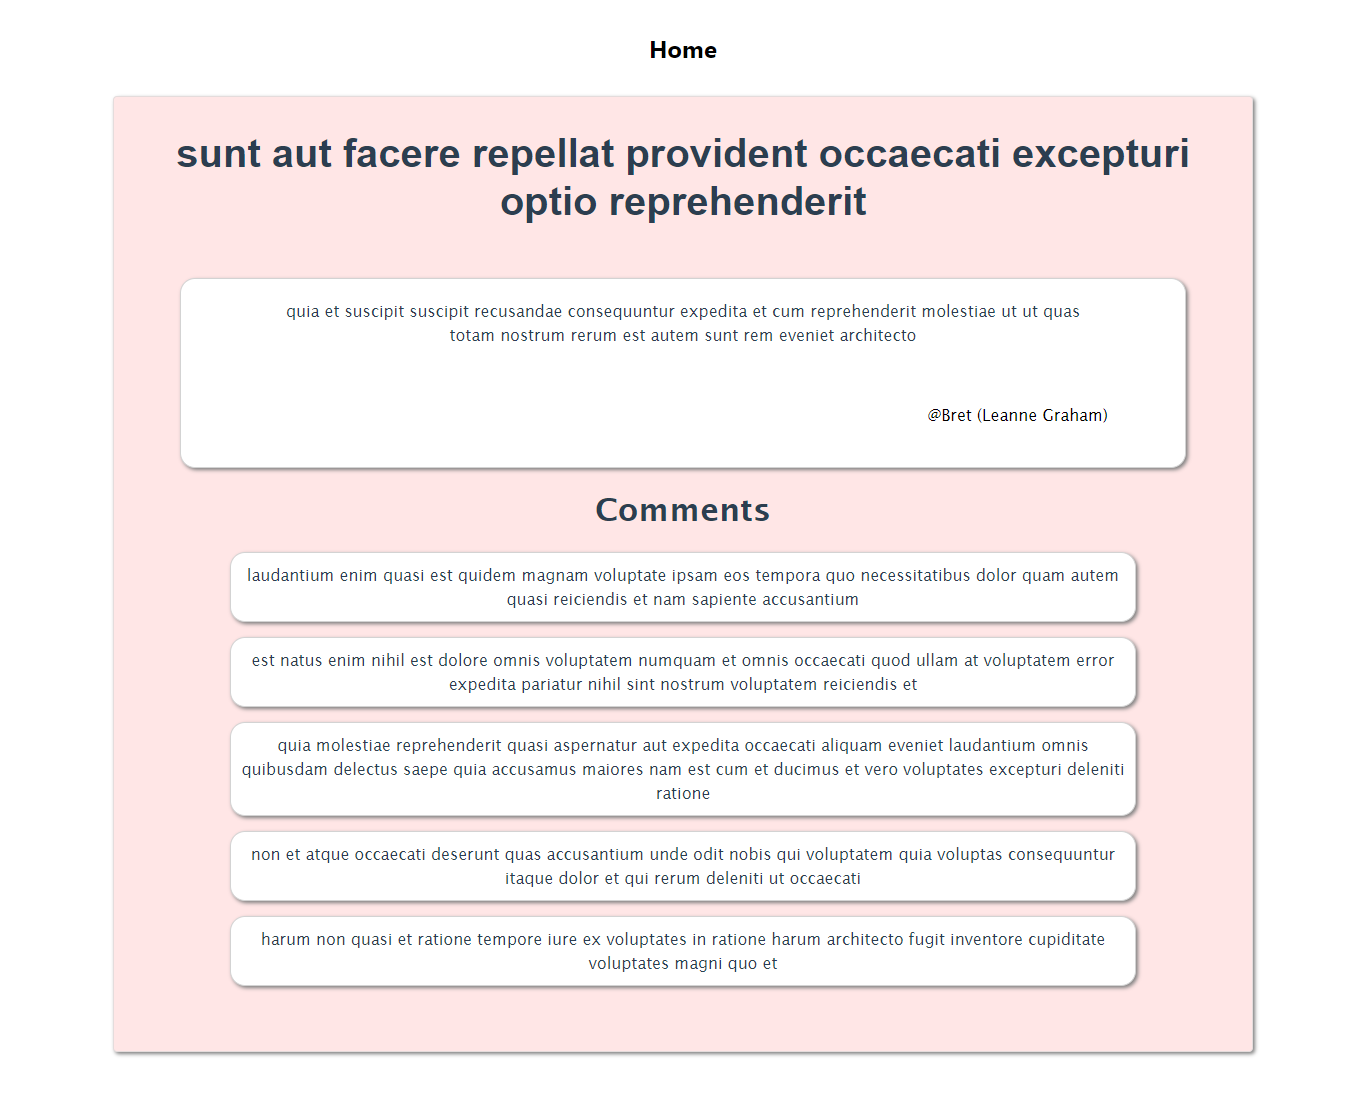 Home
sunt aut facere repellat provident occaecati excepturi
optio reprehenderit
quia et suscipit suscipit recusandae consequuntur expedita et cum reprehenderit molestiae ut ut quas
totam nostrum rerum est autem sunt rem eveniet architecto
@Bret (Leanne Graham)
Comments
laudantium enim quasi est quidem magnam voluptate ipsam eos tempora quo necessitatibus dolor quam autem
quasi reiciendis et nam sapiente accusantium
est natus enim nihil est dolore omnis voluptatem numquam et omnis occaecati quod ullam at voluptatem error
expedita pariatur nihil sint nostrum voluptatem reiciendis et
quia molestiae reprehenderit quasi aspernatur aut expedita occaecati aliquam eveniet laudantium omnis
quibusdam delectus saepe quia accusamus maiores nam est cum et ducimus et vero voluptates excepturi deleniti
ratione
non et atque occaecati deserunt quas accusantium unde odit nobis qui voluptatem quia voluptas consequuntur
itaque dolor et qui rerum deleniti ut occaecati
harum non quasi et ratione tempore iure ex voluptates in ratione harum architecto fugit inventore cupiditate
voluptates magni quo et